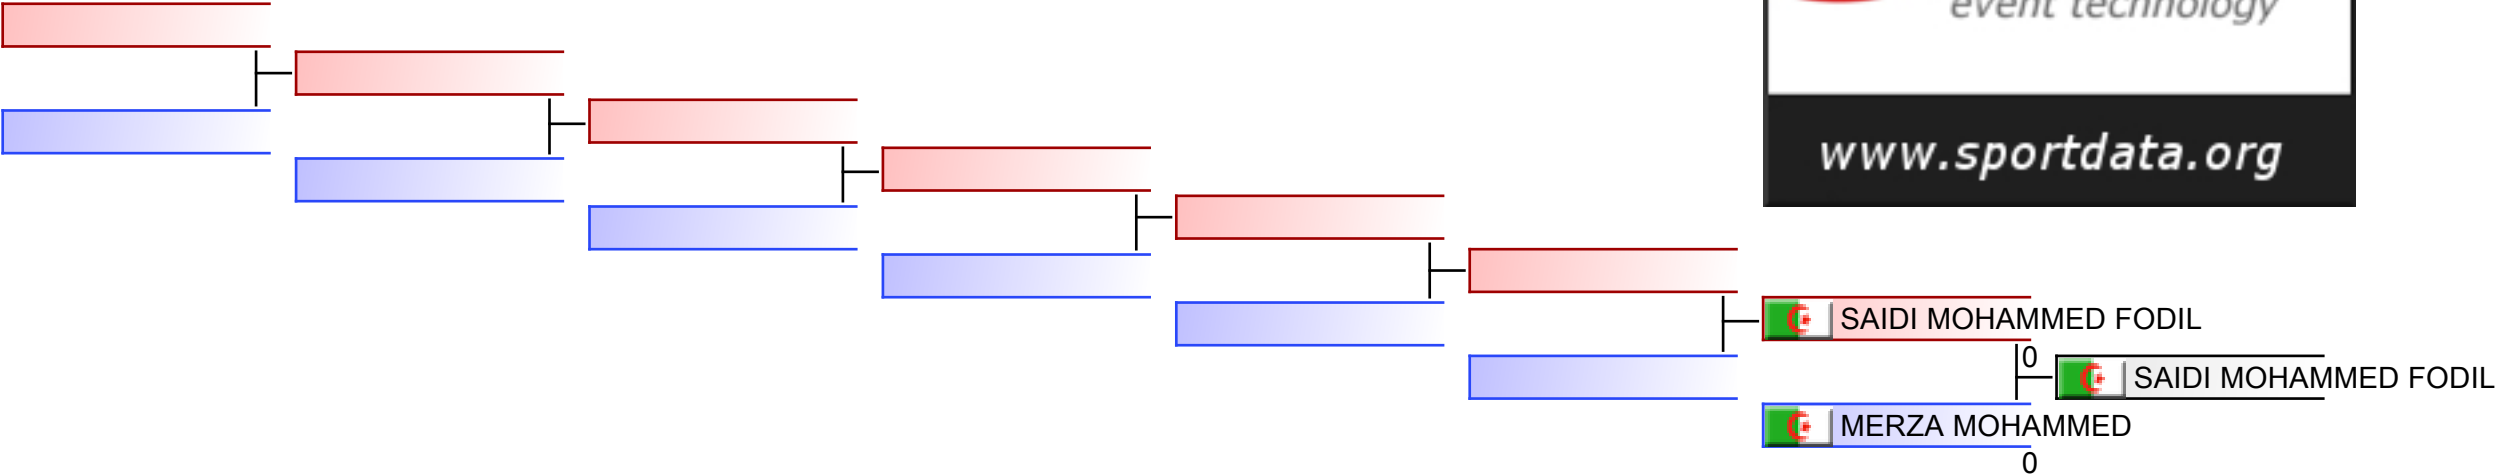 event technology
www.sportdata.org
SAIDI MOHAMMED FODIL
0
SAIDI MOHAMMED FODIL
MERZA MOHAMMED
0